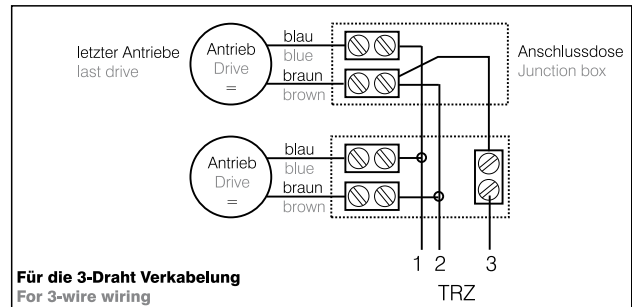 letzter Antriebe
last drive
Antrieb
Drive
=
blau
blue
braun
brown
Anschlussdose
Junction box
Antrieb
Drive
=
blau
blue
braun
brown
1 2 3
TRZ
Für die 3-Draht Verkabelung
For 3-wire wiring